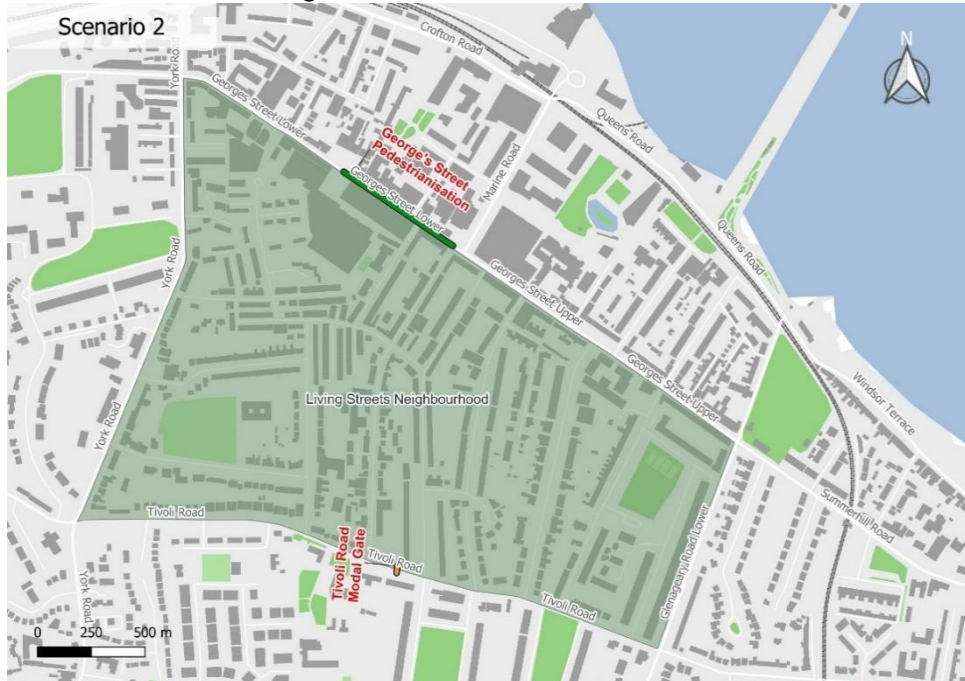 Scenario 2
Crofton Road
N
York Road
Georges Street Lower
Queens Road
George's Street
Pedestrianisation
Marine Road
Georges Street Lower
Queens Road
York Road
Georges Street Upper
Georges Street Upper
Windsor Terrace
Living Streets Neighbourhood
York Road
Summerhill Road
Tivoli Road
Glenageary Road Lower
Tivoli Road
Modal Gate
Tivoli Road
York Road
Tivoli Road
0 250 500 m